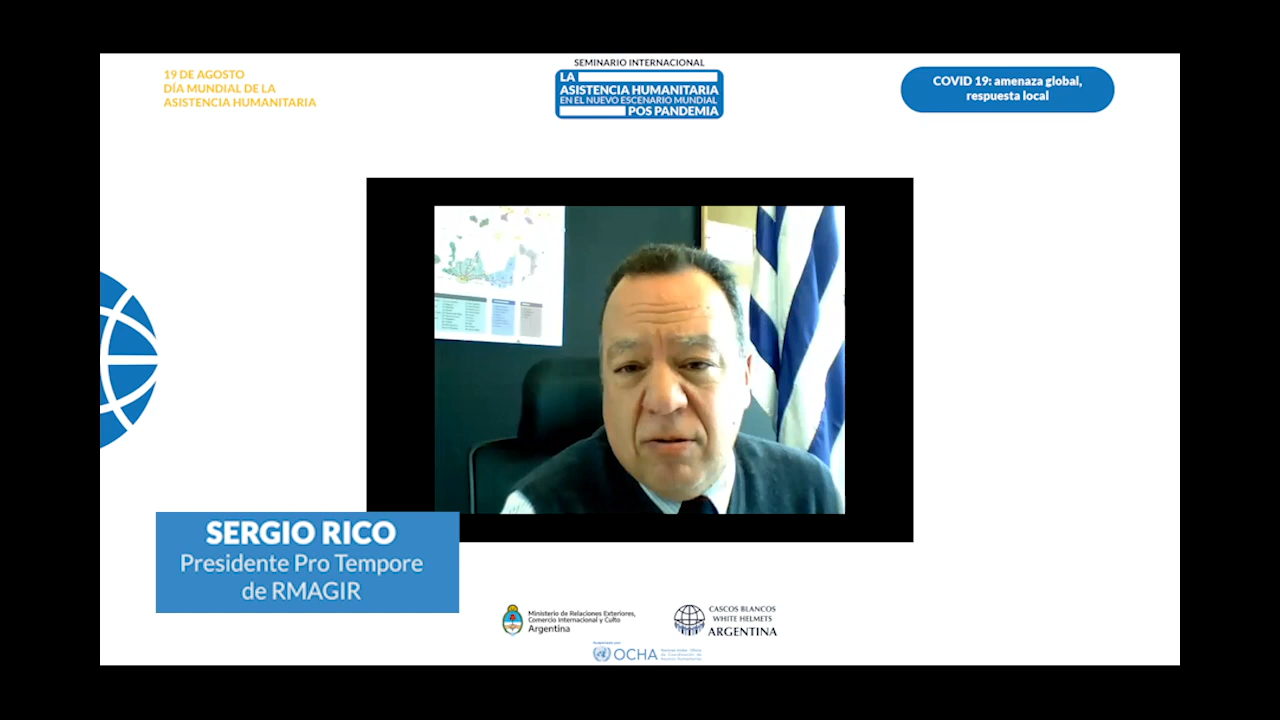 19 DE AGOSTO
DÍA MUNDIAL DE LA
ASISTENCIA HUMANITARIA
SEMINARIO INTERNACIONAL
LA
ASISTENCIA HUMANITARIA
EN EL NUEVO ESCENARIO MUNDIAL
POS PANDEMIA
COVID 19: amenaza global,
respuesta local
SERGIO RICO
Presidente Pro Tempore
de RMAGIR
Ministerio de Relaciones Exteriores,
Comercio Internacional y Culto
Argentina
CASCOS BLANCOS
WHITE HELMETS
ARGENTINA
OCHA